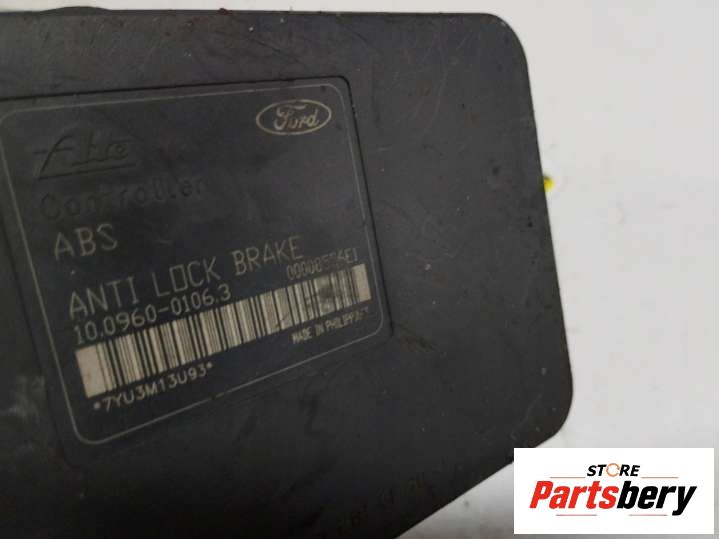 Ford
Ate
Controller
ABS
ANTI LOCK BRAKE
10.0960-0106.3
MADE IN PHILIPPINES
*7YU3M13U93*
STORE
Partsbery